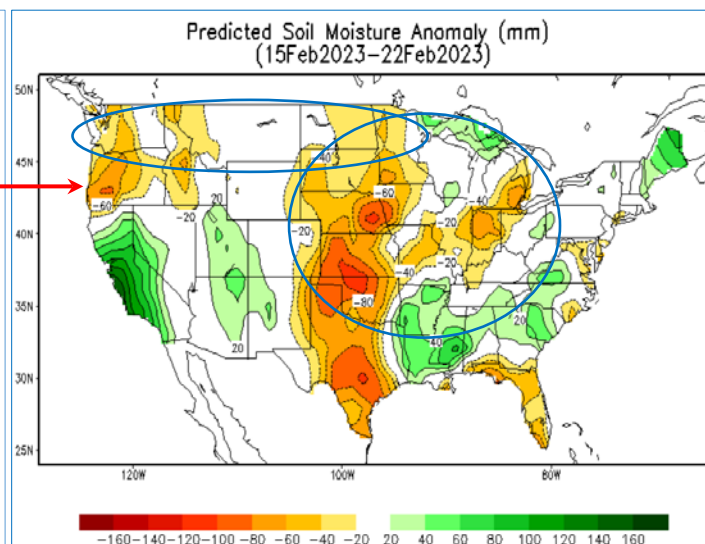 Predicted Soil Moisture Anomaly (mm)
(15Feb2023–22Feb2023)
50N
45N
40N
35N
30N
25N
120W
100W
80W
-60
-20
20
-40
-60
-20
-40
-80
-40
-20
-20
20
40
20
20
-160 -140 -120 -100 -80 -60 -40 -20 20 40 60 80 100 120 140 160